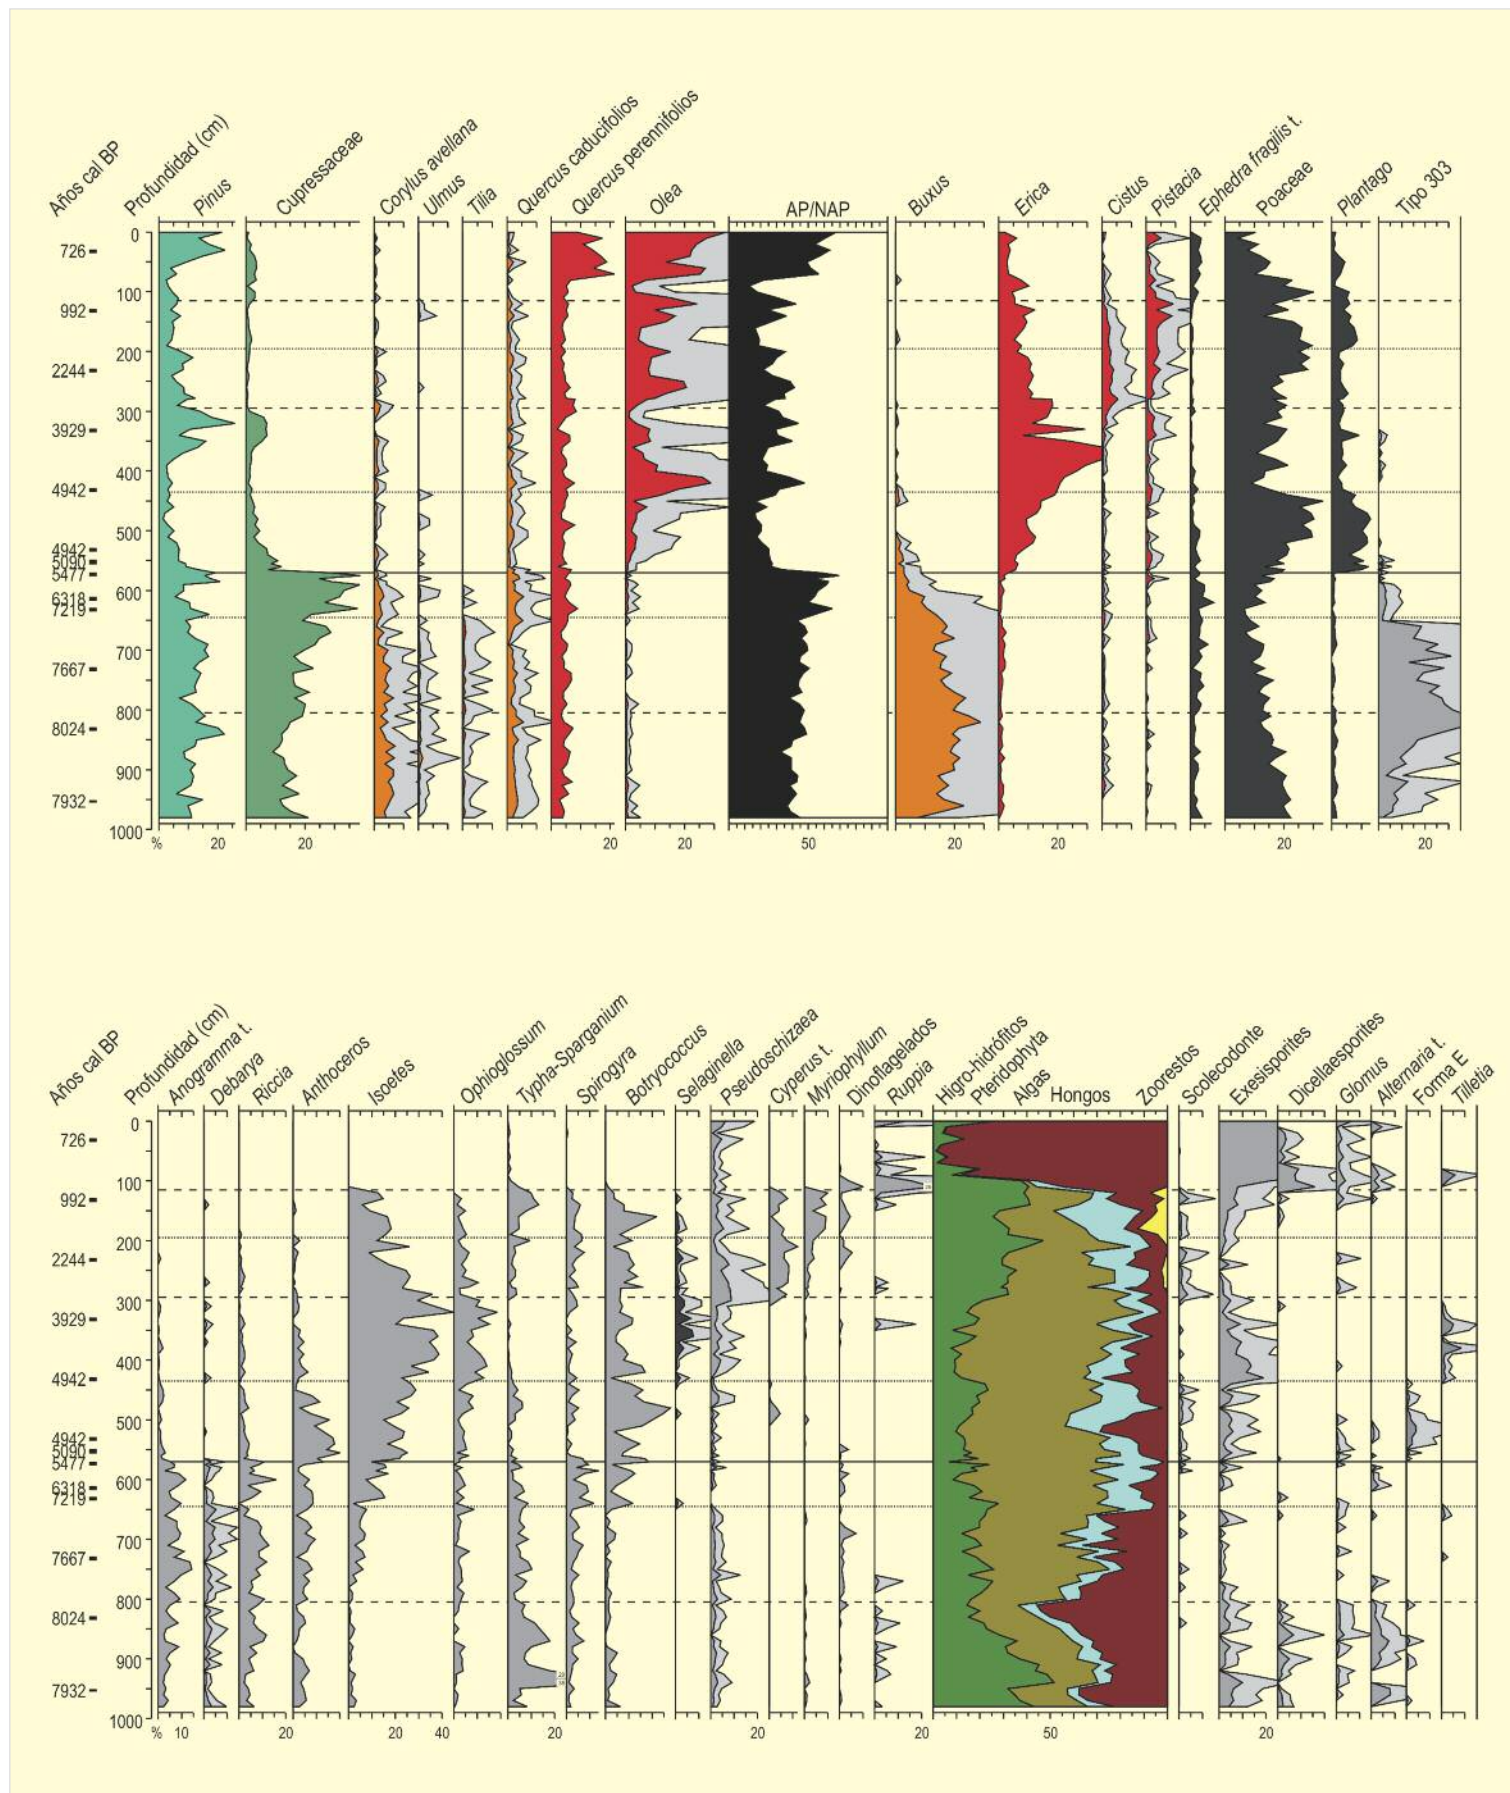 Años cal BP
Profundidad (cm)
Pinus
Cupressaceae
Corylus avellana
Ulmus
Tilia
Quercus caducifolios
Quercus perennifolios
Olea
AP/NAP
Buxus
Erica
Cistus
Pistacia
Ephedra fragilis t.
Poaceae
Plantago
Tipo 303
0
726
100
992
200
2244
300
3929
400
4942
500
4942
5090
5477
600
6318
7219
700
7667
800
8024
900
7932
1000
% 20 20 20 20 50 20 20 20 20
Años cal BP
Profundidad (cm)
Anogramma t.
Debarya
Riccia
Anthoceros
Isoetes
Ophioglossum
Typha-Sparganium
Spirogyra
Botryococcus
Selaginella
Pseudoschizaea
Cyperus t.
Myriophyllum
Dinoflagelados
Ruppia
Higro-hidrófitos
Pteridophyta
Algas
Hongos
Zoorestos
Scolecodonte
Exesisporites
Dicellaesporites
Glomus
Alternaria t.
Forma E
Tilletia
0
726
100
992
200
2244
300
3929
400
4942
500
4942
5090
5477
600
6318
7219
700
7667
800
8024
900
7932
1000
% 10 20 20 40 20 20 20 50 20